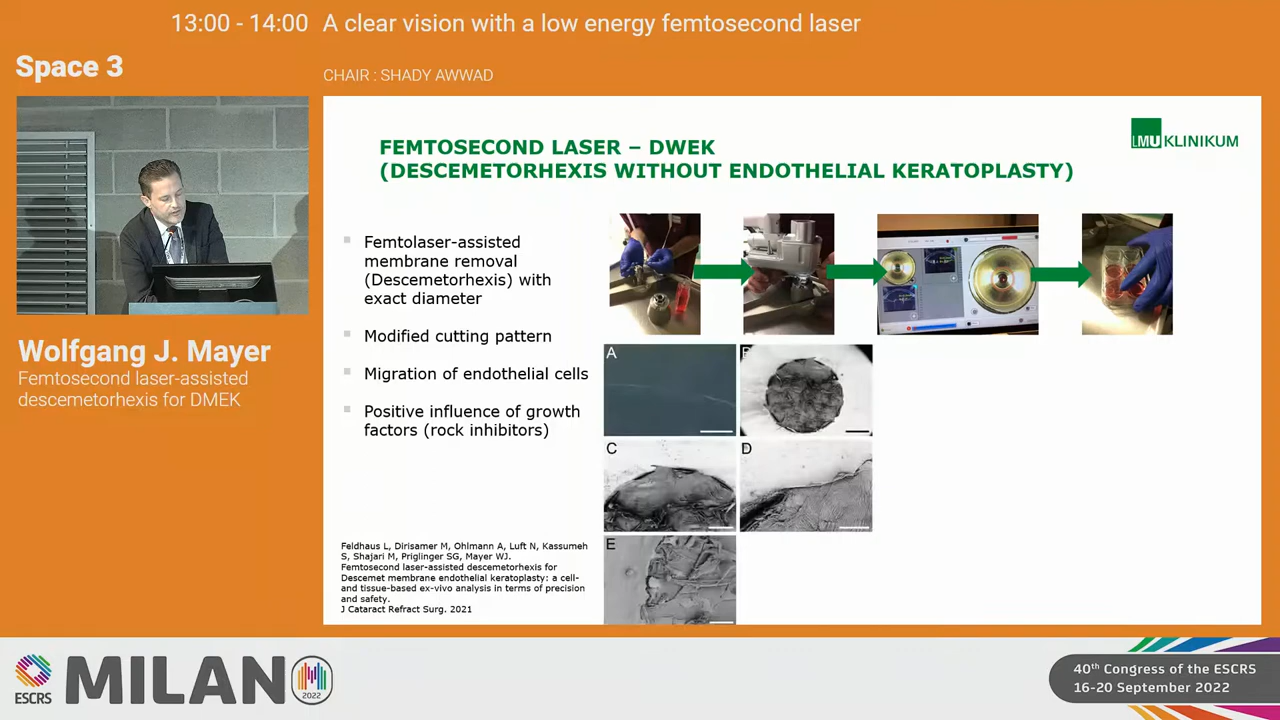 13:00 - 14:00 A clear vision with a low energy femtosecond laser
Space 3
CHAIR : SHADY AWWAD
FEMTOSECOND LASER – DWEK
(DESCEMETORHEXIS WITHOUT ENDOTHELIAL KERATOPLASTY)
LMU KLINIKUM
Femtolaser-assisted
membrane removal
(Descemetorhexis) with
exact diameter
Modified cutting pattern
Migration of endothelial cells
Positive influence of growth
factors (rock inhibitors)
A
B
C
D
E
Feldhaus L, Dirisamer M, Ohlmann A, Luft N, Kassumeh
S, Shajari M, Priglinger SG, Mayer WJ.
Femtosecond laser-assisted descemetorhexis for
Descemet membrane endothelial keratoplasty: a cell-
and tissue-based ex-vivo analysis in terms of precision
and safety.
J Cataract Refract Surg. 2021
Wolfgang J. Mayer
Femtosecond laser-assisted
descemetorhexis for DMEK
ESCRS
MILANO
2022
40th Congress of the ESCRS
16-20 September 2022